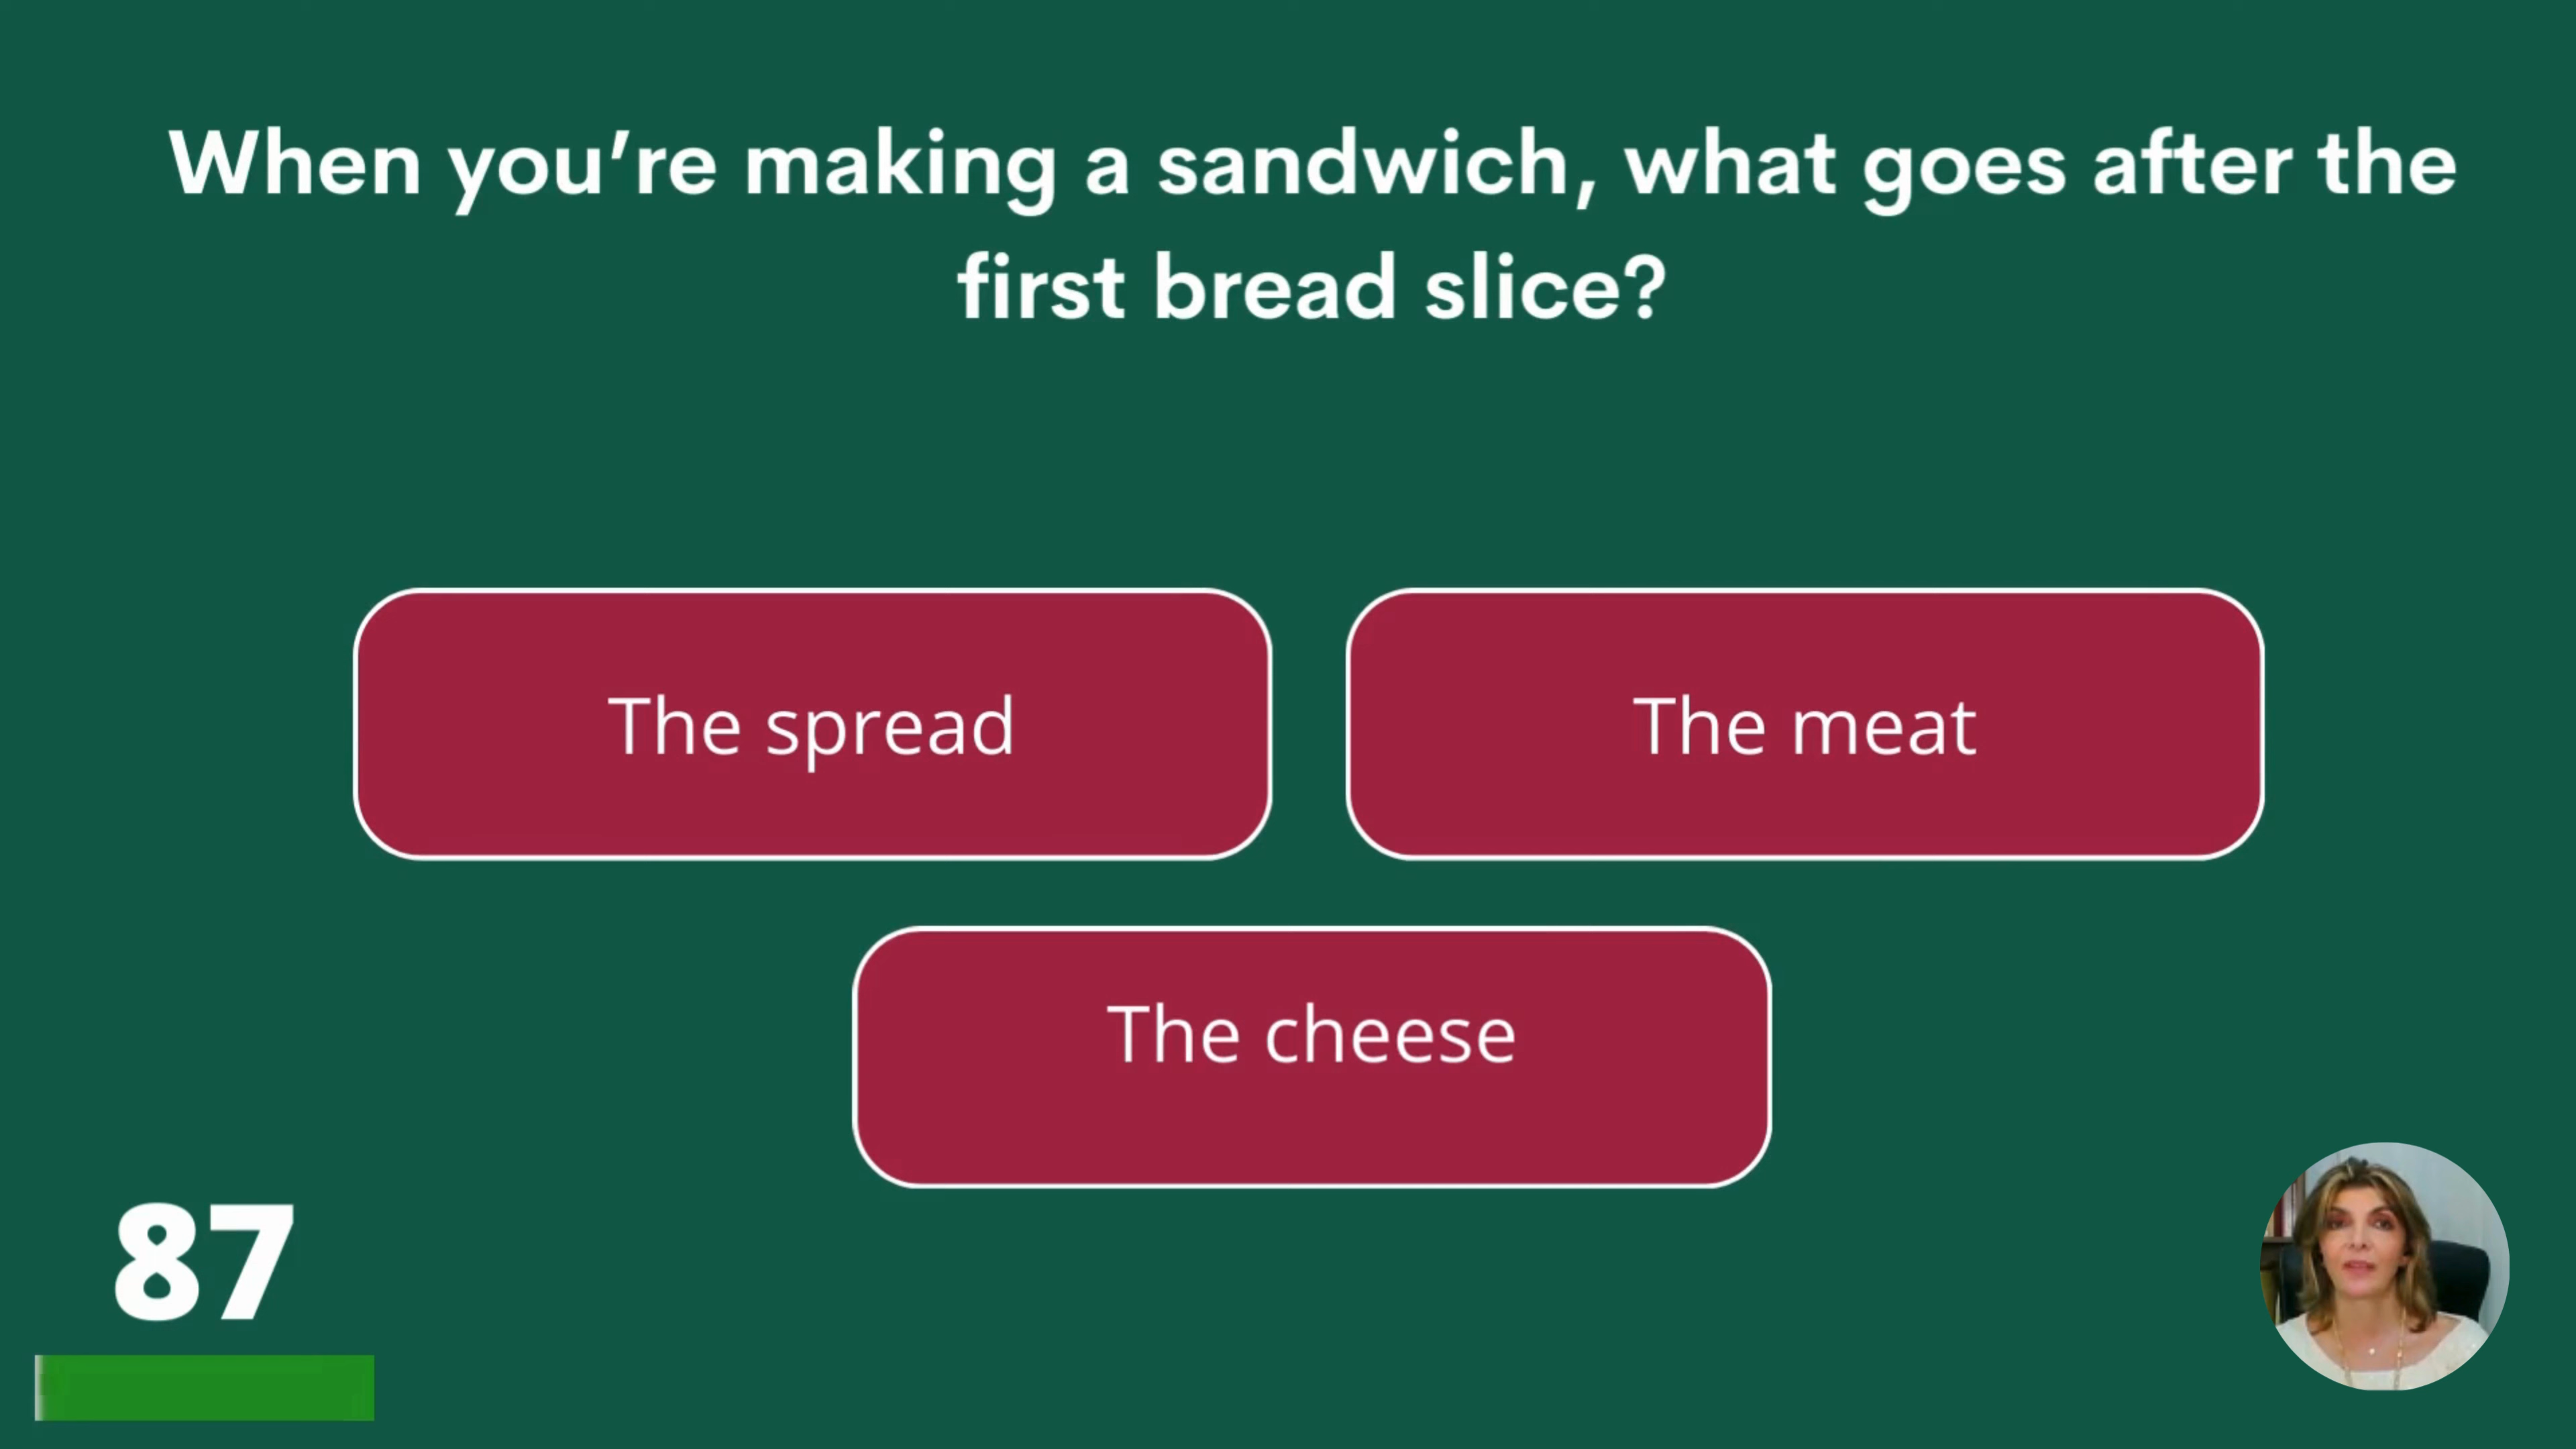 When you’re making a sandwich, what goes after the
first bread slice?
The spread
The meat
The cheese
87